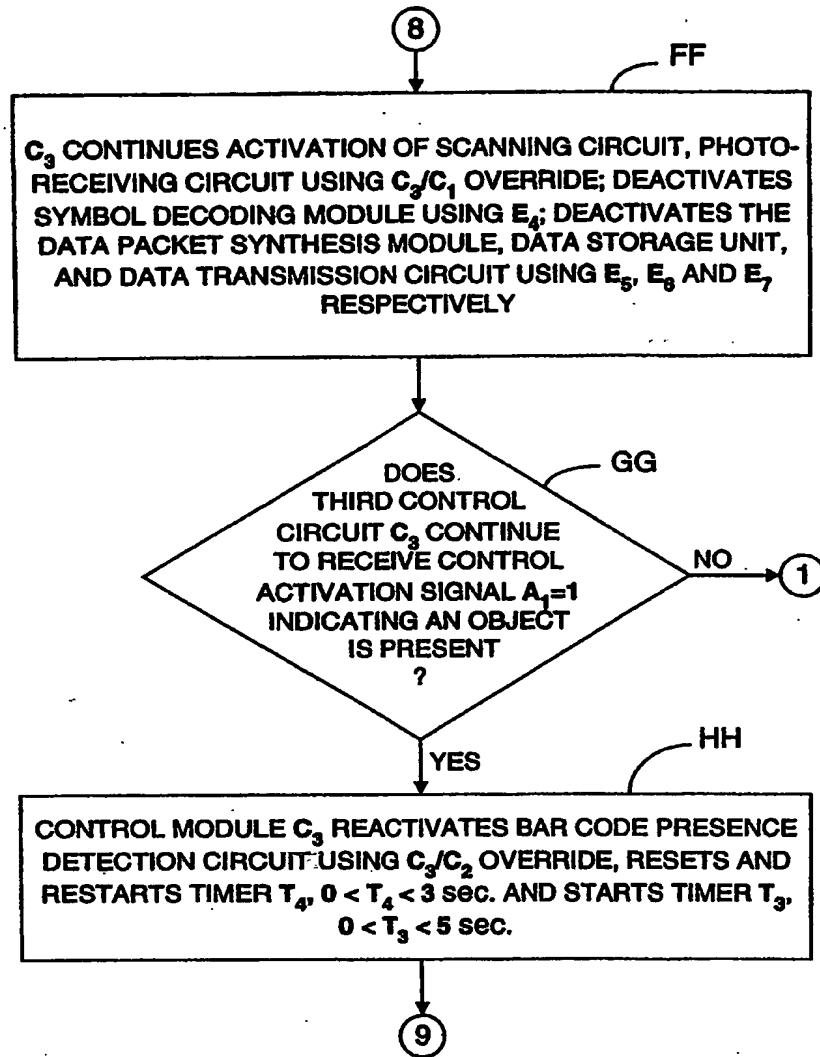 8
FF
C₃ CONTINUES ACTIVATION OF SCANNING CIRCUIT, PHOTO-
RECEIVING CIRCUIT USING C₃/C₁ OVERRIDE; DEACTIVATES
SYMBOL DECODING MODULE USING E₄; DEACTIVATES THE
DATA PACKET SYNTHESIS MODULE, DATA STORAGE UNIT,
AND DATA TRANSMISSION CIRCUIT USING E₅, E₆ AND E₇
RESPECTIVELY
GG
DOES
THIRD CONTROL
CIRCUIT C₃ CONTINUE
TO RECEIVE CONTROL
ACTIVATION SIGNAL A₁=1
INDICATING AN OBJECT
IS PRESENT
?
NO
1
YES
HH
CONTROL MODULE C₃ REACTIVATES BAR CODE PRESENCE
DETECTION CIRCUIT USING C₃/C₂ OVERRIDE, RESETS AND
RESTARTS TIMER T₄, 0 < T₄ < 3 sec. AND STARTS TIMER T₃,
0 < T₃ < 5 sec.
9